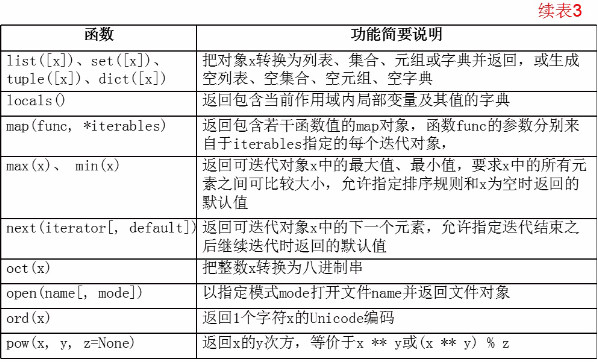 续表3
函数 功能简要说明
list([x])、set([x])、 把对象x转换为列表、集合、元组或字典并返回，或生成
tuple([x])、dict([x]) 空列表、空集合、空元组、空字典
locals() 返回包含当前作用域内局部变量及其值的字典
map(func, *iterables) 返回包含若干函数值的map对象，函数func的参数分别来
自于iterables指定的每个迭代对象，
max(x)、 min(x) 返回可迭代对象x中的最大值、最小值，要求x中的所有元
素之间可比较大小，允许指定排序规则和x为空时返回的
默认值
next(iterator[, default]) 返回可迭代对象x中的下一个元素，允许指定迭代结束之
后继续迭代时返回的默认值
oct(x) 把整数x转换为八进制串
open(name[, mode]) 以指定模式mode打开文件name并返回文件对象
ord(x) 返回1个字符x的Unicode编码
pow(x, y, z=None) 返回x的y次方，等价于x ** y或(x ** y) % z